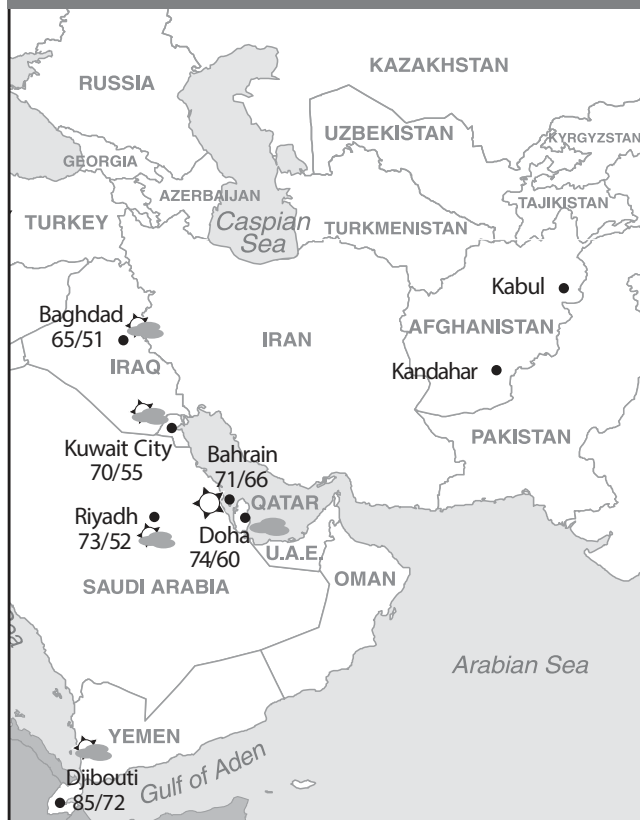 KAZAKHSTAN
RUSSIA
UZBEKISTAN
KYRGYZSTAN
GEORGIA
AZERBAIJAN
TAJIKISTAN
TURKEY
Caspian
Sea
TURKMENISTAN
Kabul
Baghdad
65/51
IRAN
AFGHANISTAN
IRAQ
Kandahar
Kuwait City
70/55
PAKISTAN
Bahrain
71/66
QATAR
Riyadh
73/52
Doha
74/60
U.A.E.
SAUDI ARABIA
OMAN
Arabian Sea
YEMEN
Gulf of Aden
Djibouti
85/72